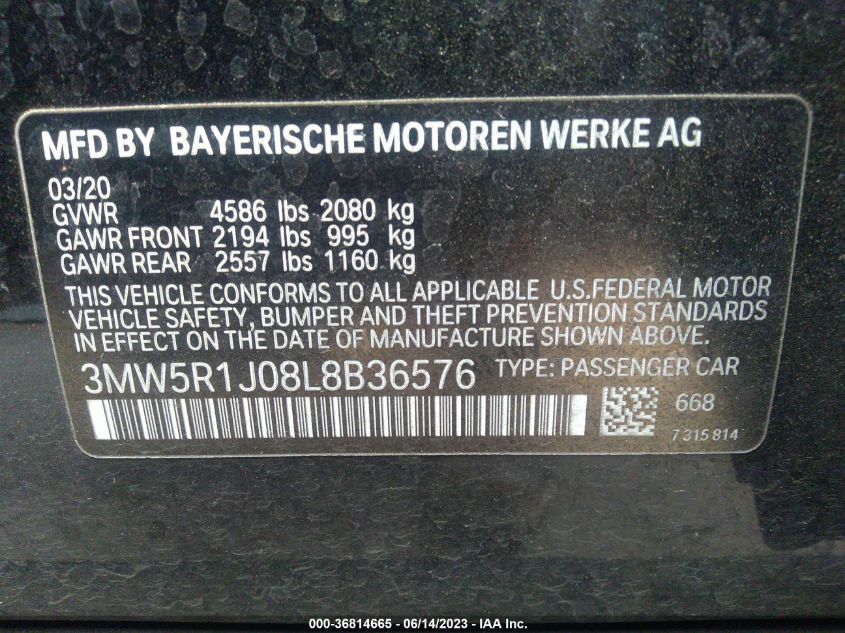 MFD BY BAYERISCHE MOTOREN WERKE AG
03/20
GVWR 4586 lbs 2080 kg
GAWR FRONT 2194 lbs 995 kg
GAWR REAR 2557 lbs 1160 kg
THIS VEHICLE CONFORMS TO ALL APPLICABLE U.S.FEDERAL MOTOR
VEHICLE SAFETY, BUMPER AND THEFT PREVENTION STANDARDS
IN EFFECT ON THE DATE OF MANUFACTURE SHOWN ABOVE.
3MW5R1J08L8B36576 TYPE: PASSENGER CAR
668
7 315 814
000-36814665 - 06/14/2023 - IAA Inc.